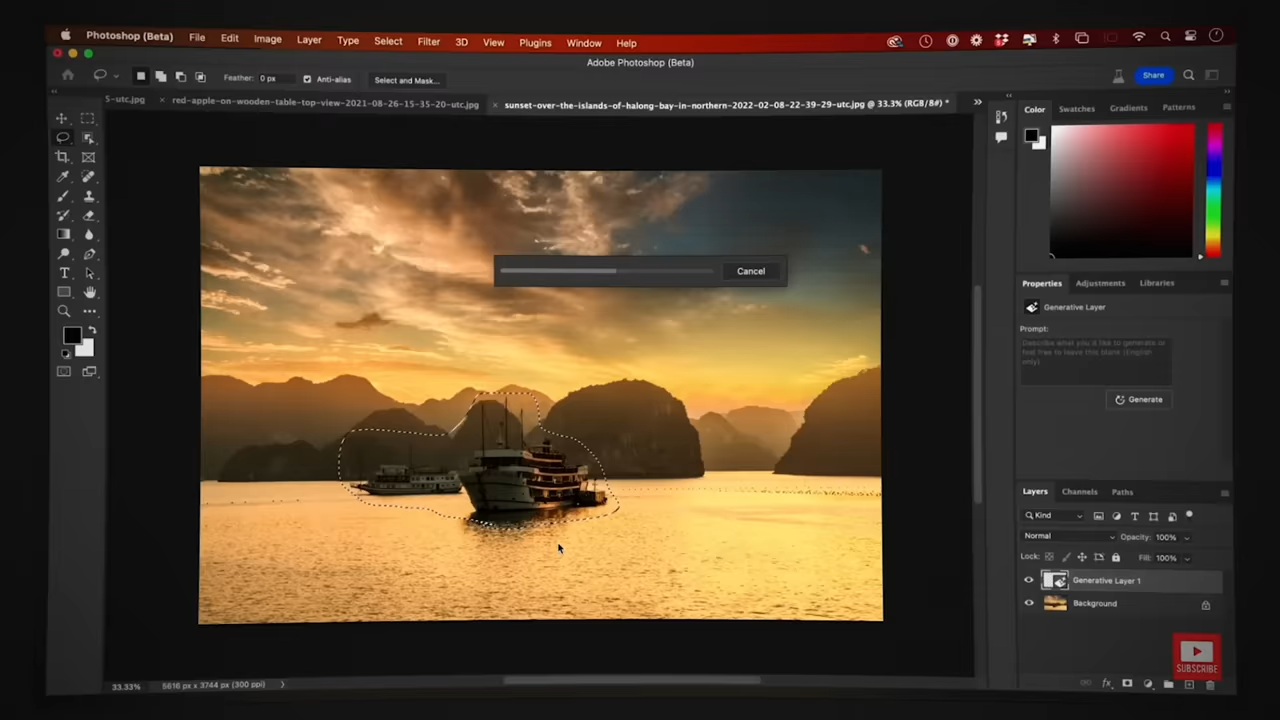 Photoshop (Beta) File Edit Image Layer Type Select Filter 3D View Plugins Window Help
Adobe Photoshop (Beta)
Feather: 0 px Anti-alias Select and Mask... Share
5-utc.jpg × red-apple-on-wooden-table-top-view-2021-08-26-15-35-20-utc.jpg × sunset-over-the-islands-of-halong-bay-in-northern-2022-02-08-22-39-29-utc.jpg @ 33.3% (RGB/8#) *
Color Swatches Gradients Patterns
Cancel
Properties Adjustments Libraries
Generative Layer
Prompt:
Describe what you'd like to generate or
feel free to leave this blank (English
only)
Generate
Layers Channels Paths
Kind
Normal Opacity: 100%
Lock: Fill: 100%
Generative Layer 1
Background
SUBSCRIBE
33.33% 5616 px x 3744 px (300 ppi)